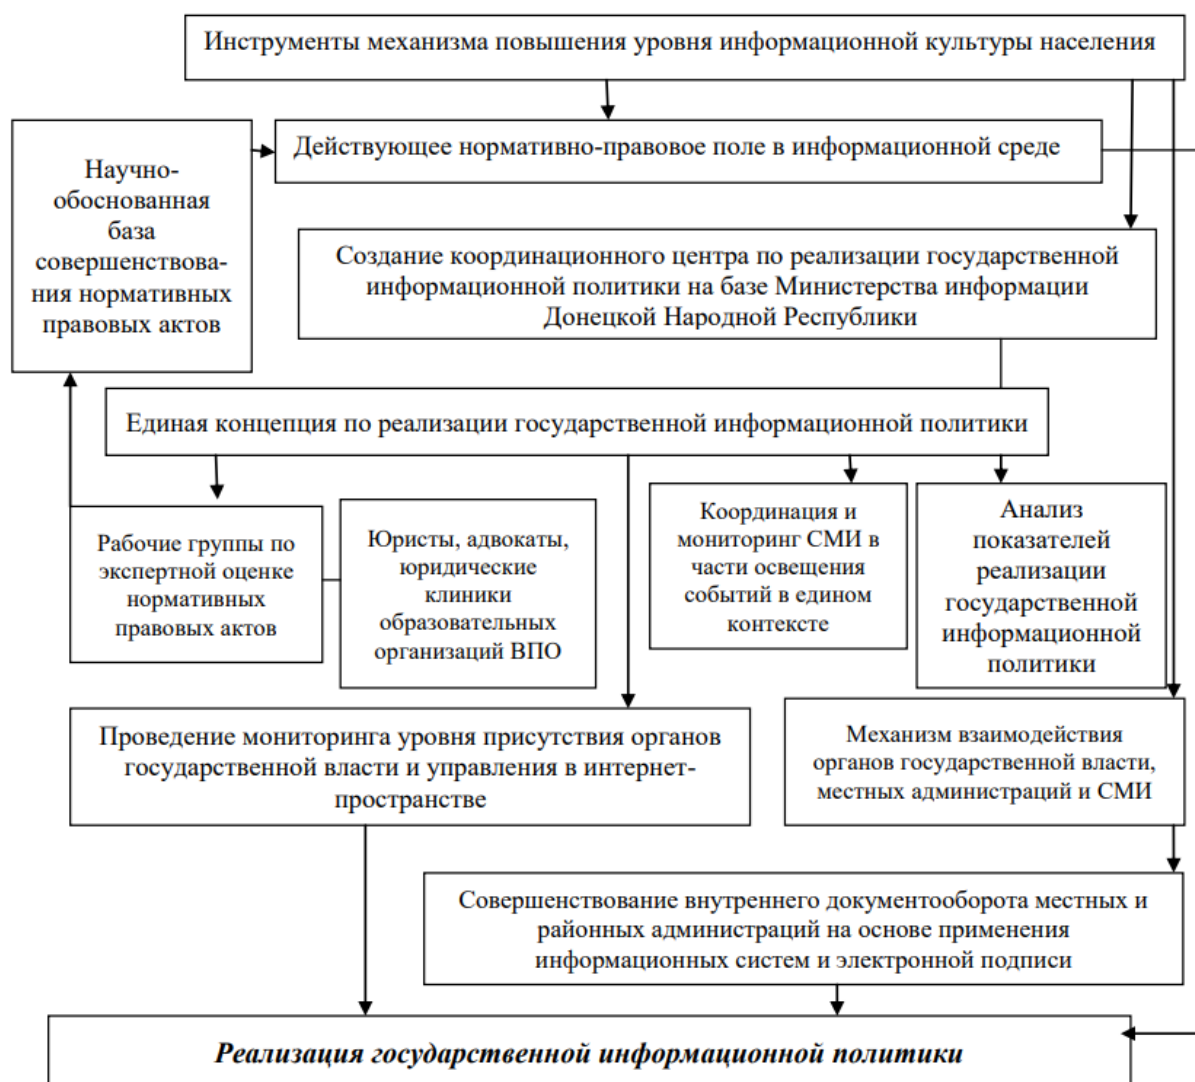 Инструменты механизма повышения уровня информационной культуры населения
Действующее нормативно-правовое поле в информационной среде
Научно-
обоснованная
база
совершенствова-
ния нормативных
правовых актов
Создание координационного центра по реализации государственной
информационной политики на базе Министерства информации
Донецкой Народной Республики
Единая концепция по реализации государственной информационной политики
Рабочие группы по
экспертной оценке
нормативных
правовых актов
Юристы, адвокаты,
юридические
клиники
образовательных
организаций ВПО
Координация и
мониторинг СМИ в
части освещения
событий в едином
контексте
Анализ
показателей
реализации
государственной
информационной
политики
Проведение мониторинга уровня присутствия органов
государственной власти и управления в интернет-
пространстве
Механизм взаимодействия
органов государственной власти,
местных администраций и СМИ
Совершенствование внутреннего документооборота местных и
районных администраций на основе применения
информационных систем и электронной подписи
Реализация государственной информационной политики